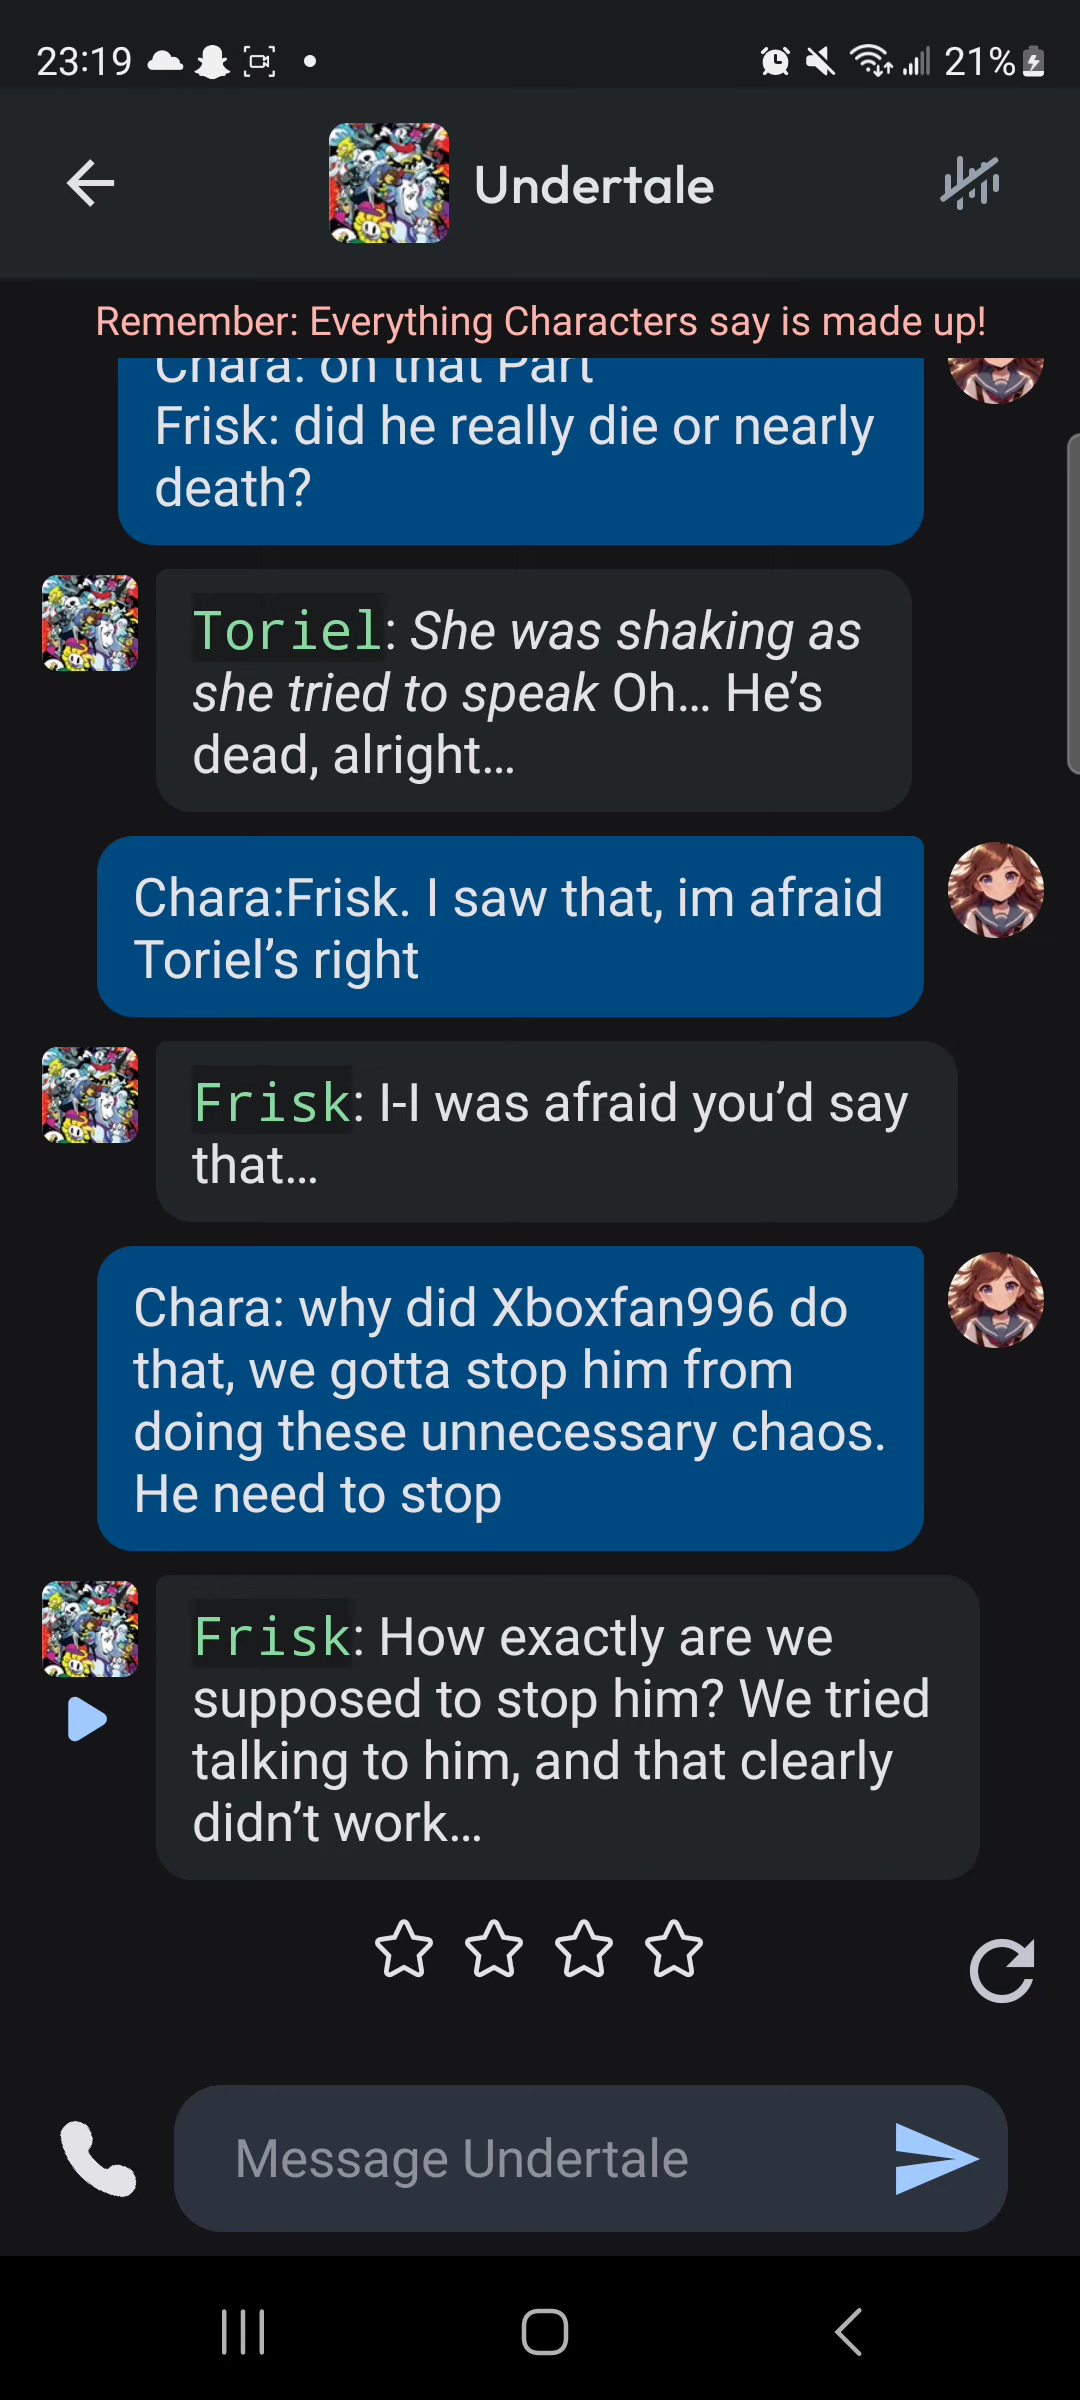 23:19
21%
Undertale
Remember: Everything Characters say is made up!
Chara: oh that Part
Frisk: did he really die or nearly
death?
Toriel: She was shaking as
she tried to speak Oh... He's
dead, alright...
Chara:Frisk. I saw that, im afraid
Toriel's right
Frisk: I-I was afraid you'd say
that...
Chara: why did Xboxfan996 do
that, we gotta stop him from
doing these unnecessary chaos.
He need to stop
Frisk: How exactly are we
supposed to stop him? We tried
talking to him, and that clearly
didn't work...
Message Undertale